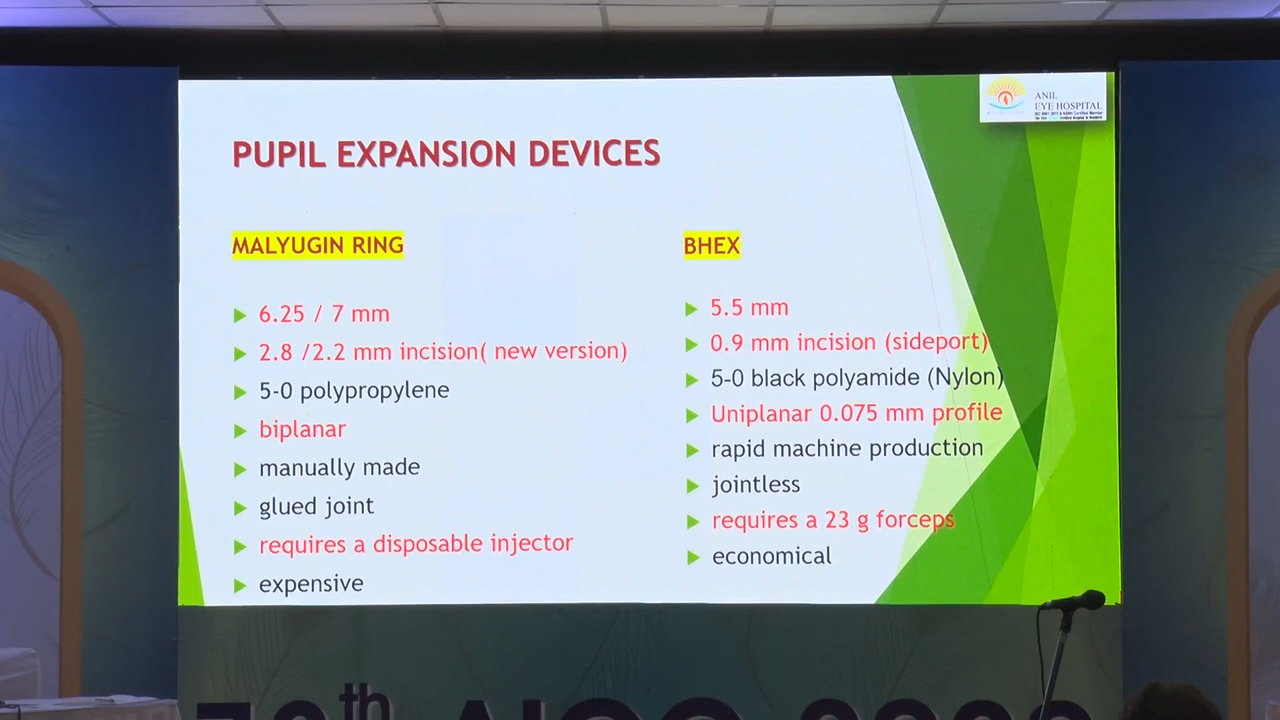 ANIL
EYE HOSPITAL
PUPIL EXPANSION DEVICES
MALYUGIN RING
6.25 / 7 mm
2.8 /2.2 mm incision( new version)
5-0 polypropylene
biplanar
manually made
glued joint
requires a disposable injector
expensive
BHEX
5.5 mm
0.9 mm incision (sideport)
5-0 black polyamide (Nylon)
Uniplanar 0.075 mm profile
rapid machine production
jointless
requires a 23 g forceps
economical